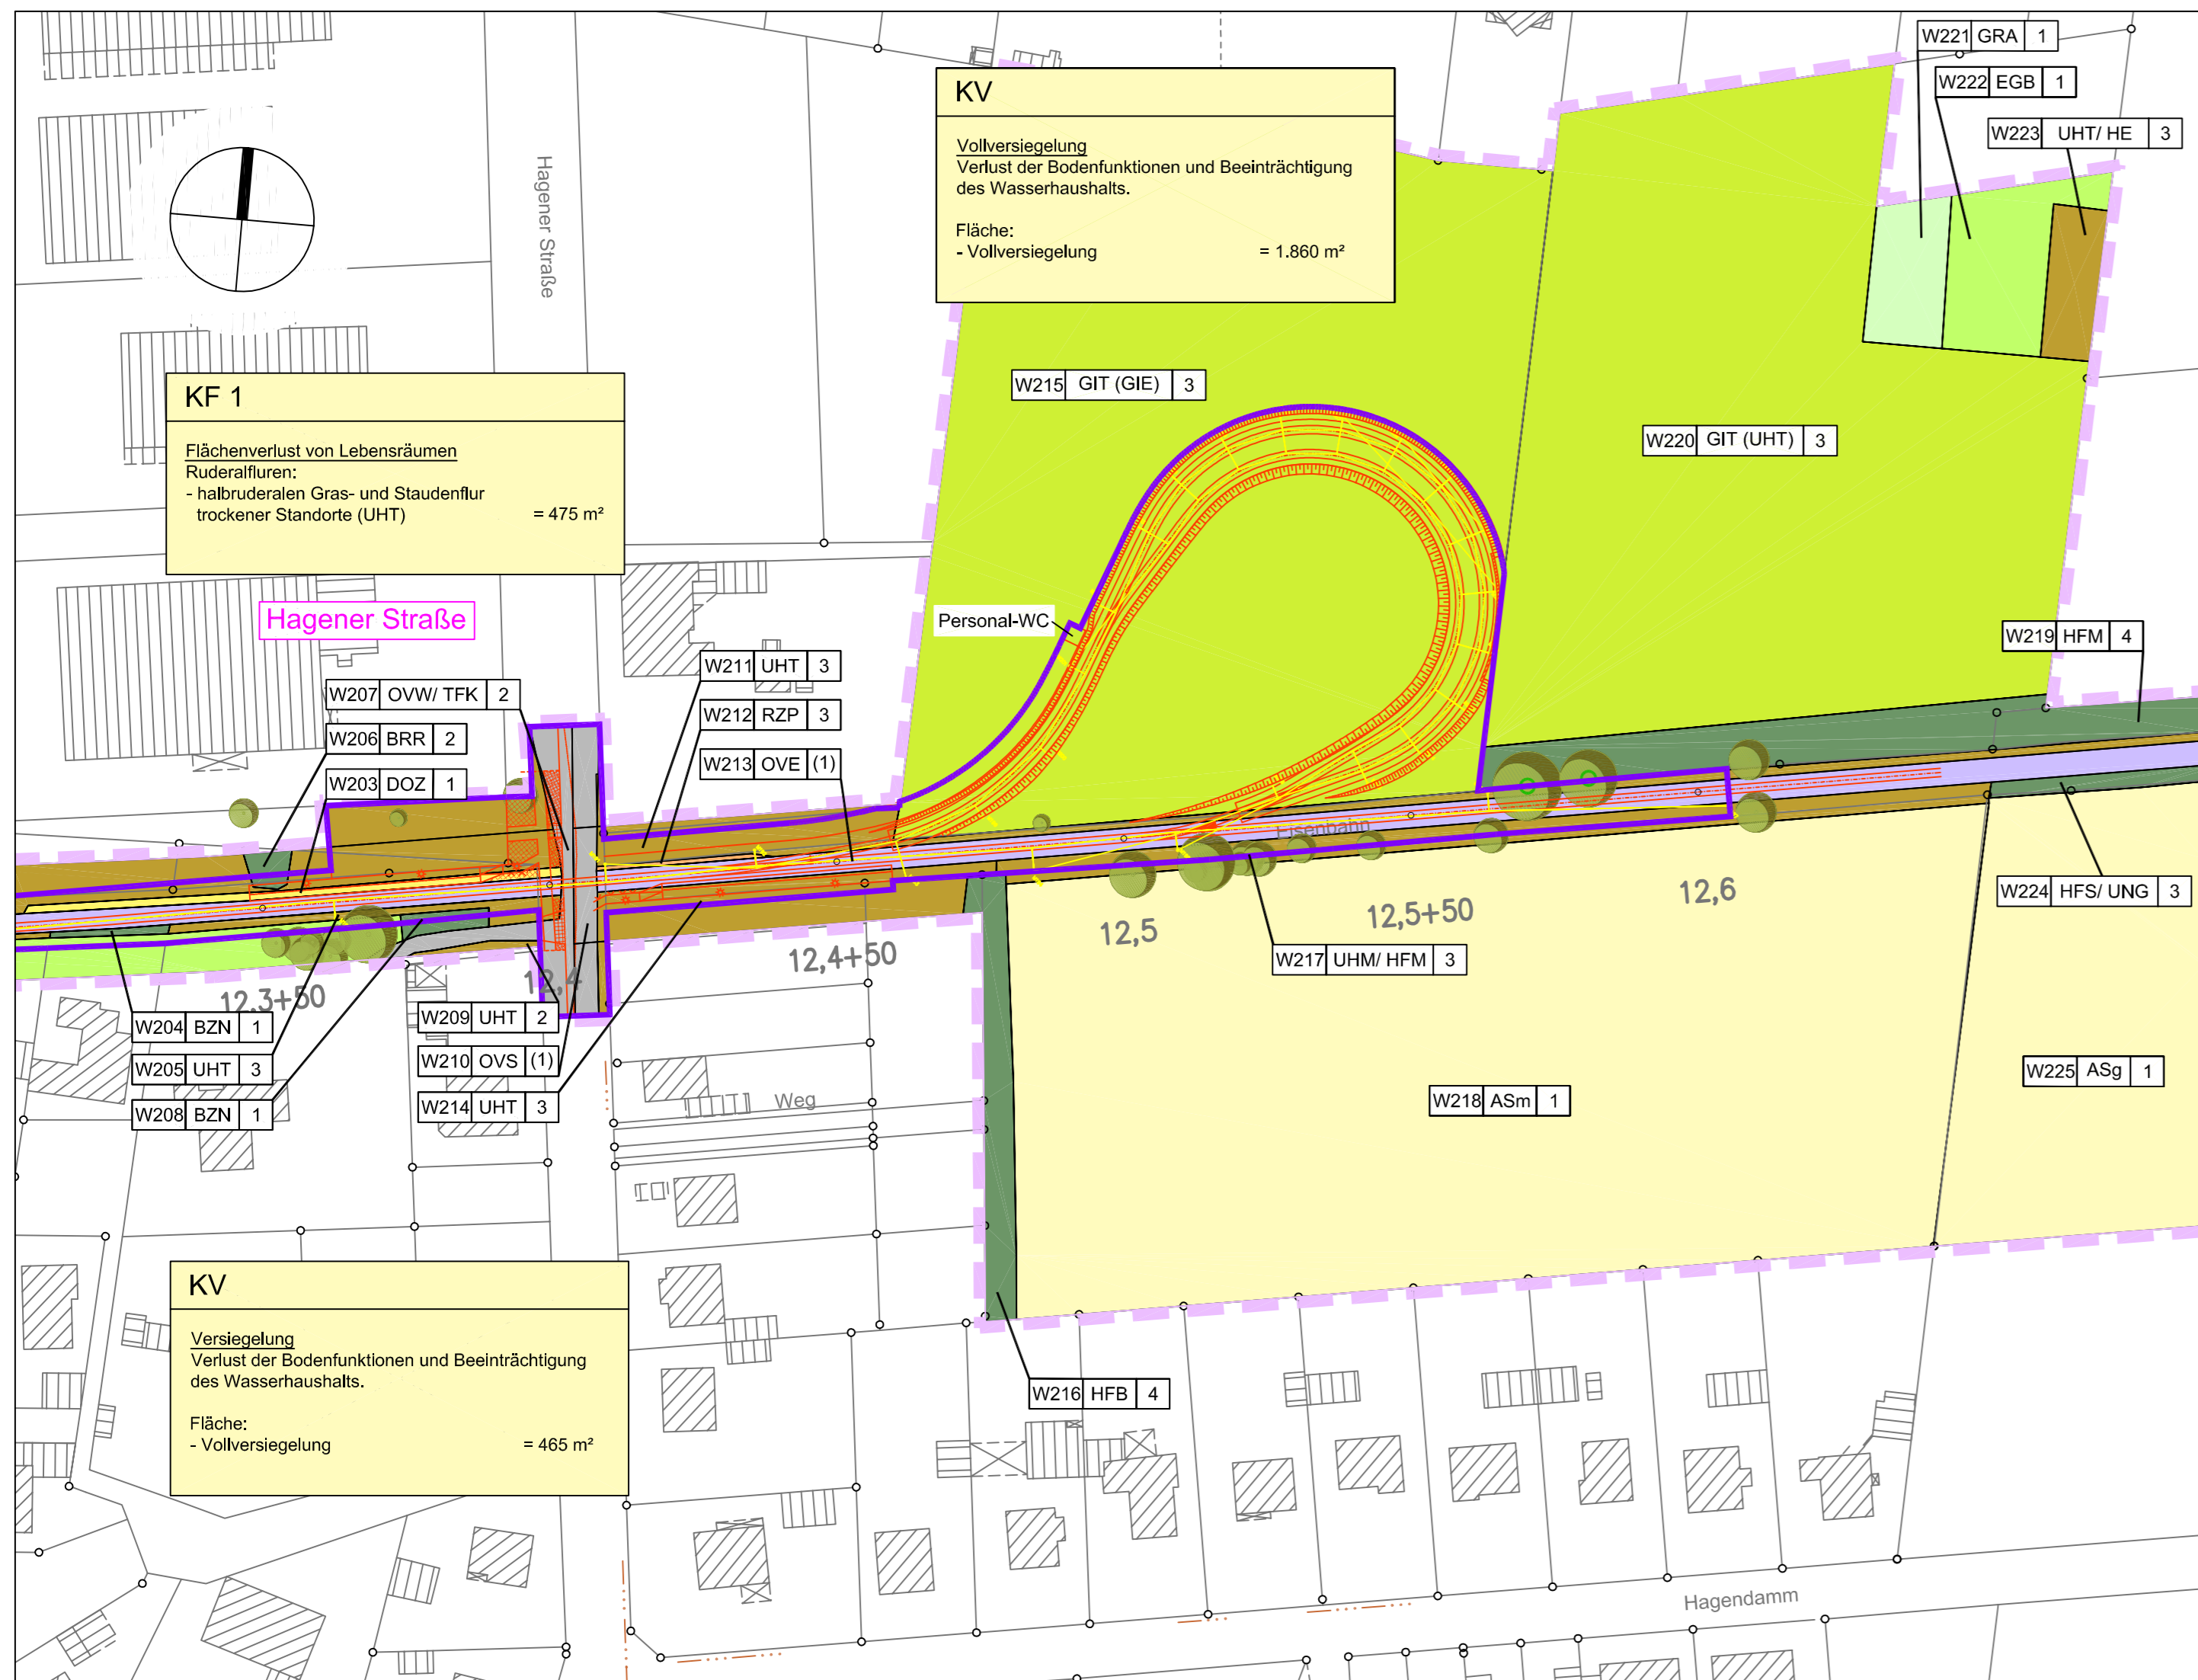 W221 GRA 1
W222 EGB 1
W223 UHT/ HE 3
KV
Vollversiegelung
Verlust der Bodenfunktionen und Beeinträchtigung
des Wasserhaushalts.
Fläche:
- Vollversiegelung = 1.860 m²
Hagener Straße
KF 1
Flächenverlust von Lebensräumen
Ruderalfluren:
- halbruderalen Gras- und Staudenflur
trockener Standorte (UHT) = 475 m²
W215 GIT (GIE) 3
W220 GIT (UHT) 3
Hagener Straße
Personal-WC
W219 HFM 4
W211 UHT 3
W207 OVW/ TFK 2
W212 RZP 3
W206 BRR 2
W213 OVE (1)
W203 DOZ 1
Eisenbahn
W224 HFS/ UNG 3
12,6
12,5+50
12,5
12,4+50
W217 UHM/ HFM 3
12,4
12,3+50
W204 BZN 1
W209 UHT 2
W205 UHT 3
W210 OVS (1)
W208 BZN 1
W214 UHT 3
Weg
W218 ASm 1
W225 ASg 1
KV
Versiegelung
Verlust der Bodenfunktionen und Beeinträchtigung
des Wasserhaushalts.
Fläche:
- Vollversiegelung = 465 m²
W216 HFB 4
Hagendamm